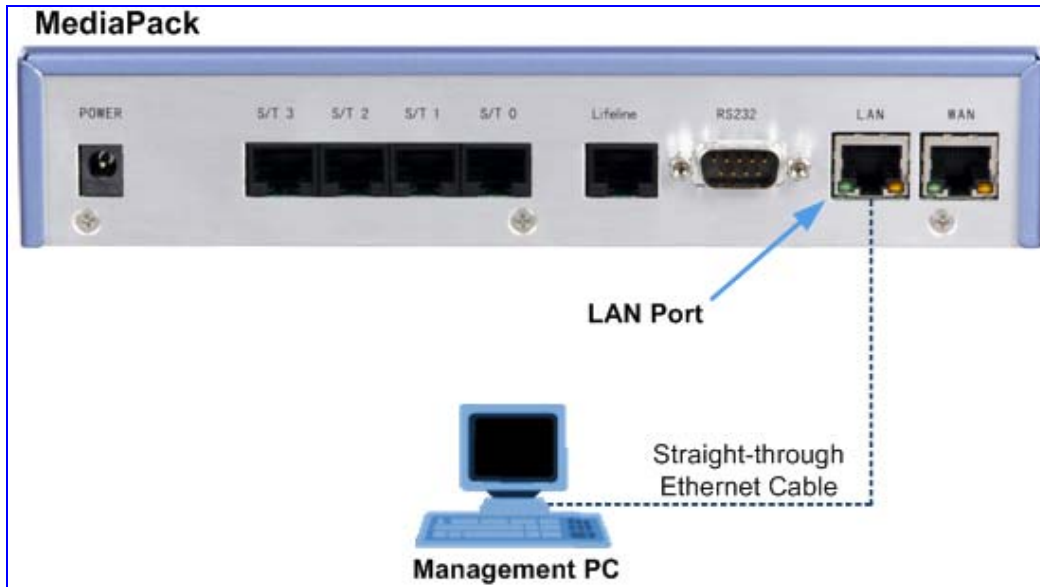 MediaPack
POWER
S/T 3
S/T 2
S/T 1
S/T 0
Lifeline
RS232
LAN
WAN
LAN Port
Straight-through
Ethernet Cable
Management PC